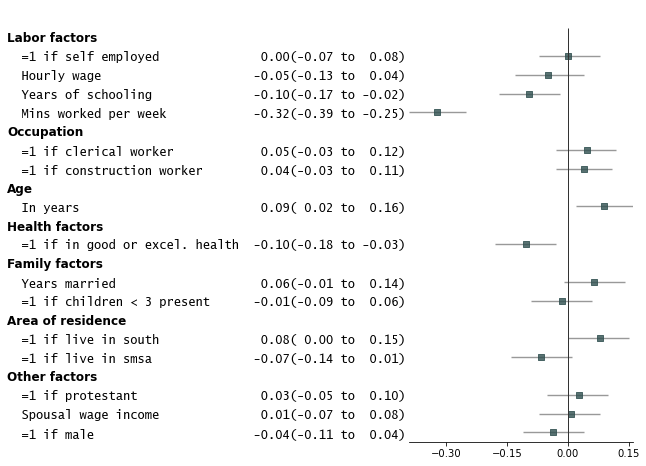 Labor factors
=1 if self employed 0.00(-0.07 to 0.08)
Hourly wage -0.05(-0.13 to 0.04)
Years of schooling -0.10(-0.17 to -0.02)
Mins worked per week -0.32(-0.39 to -0.25)
Occupation
=1 if clerical worker 0.05(-0.03 to 0.12)
=1 if construction worker 0.04(-0.03 to 0.11)
Age
In years 0.09( 0.02 to 0.16)
Health factors
=1 if in good or excel. health -0.10(-0.18 to -0.03)
Family factors
Years married 0.06(-0.01 to 0.14)
=1 if children < 3 present -0.01(-0.09 to 0.06)
Area of residence
=1 if live in south 0.08( 0.00 to 0.15)
=1 if live in smsa -0.07(-0.14 to 0.01)
Other factors
=1 if protestant 0.03(-0.05 to 0.10)
Spousal wage income 0.01(-0.07 to 0.08)
=1 if male -0.04(-0.11 to 0.04)
−0.30 −0.15 0.00 0.15